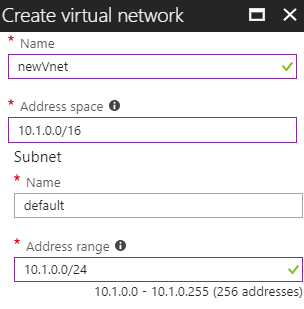 Create virtual network
* Name
newVnet
* Address space
10.1.0.0/16
Subnet
* Name
default
* Address range
10.1.0.0/24
10.1.0.0 - 10.1.0.255 (256 addresses)